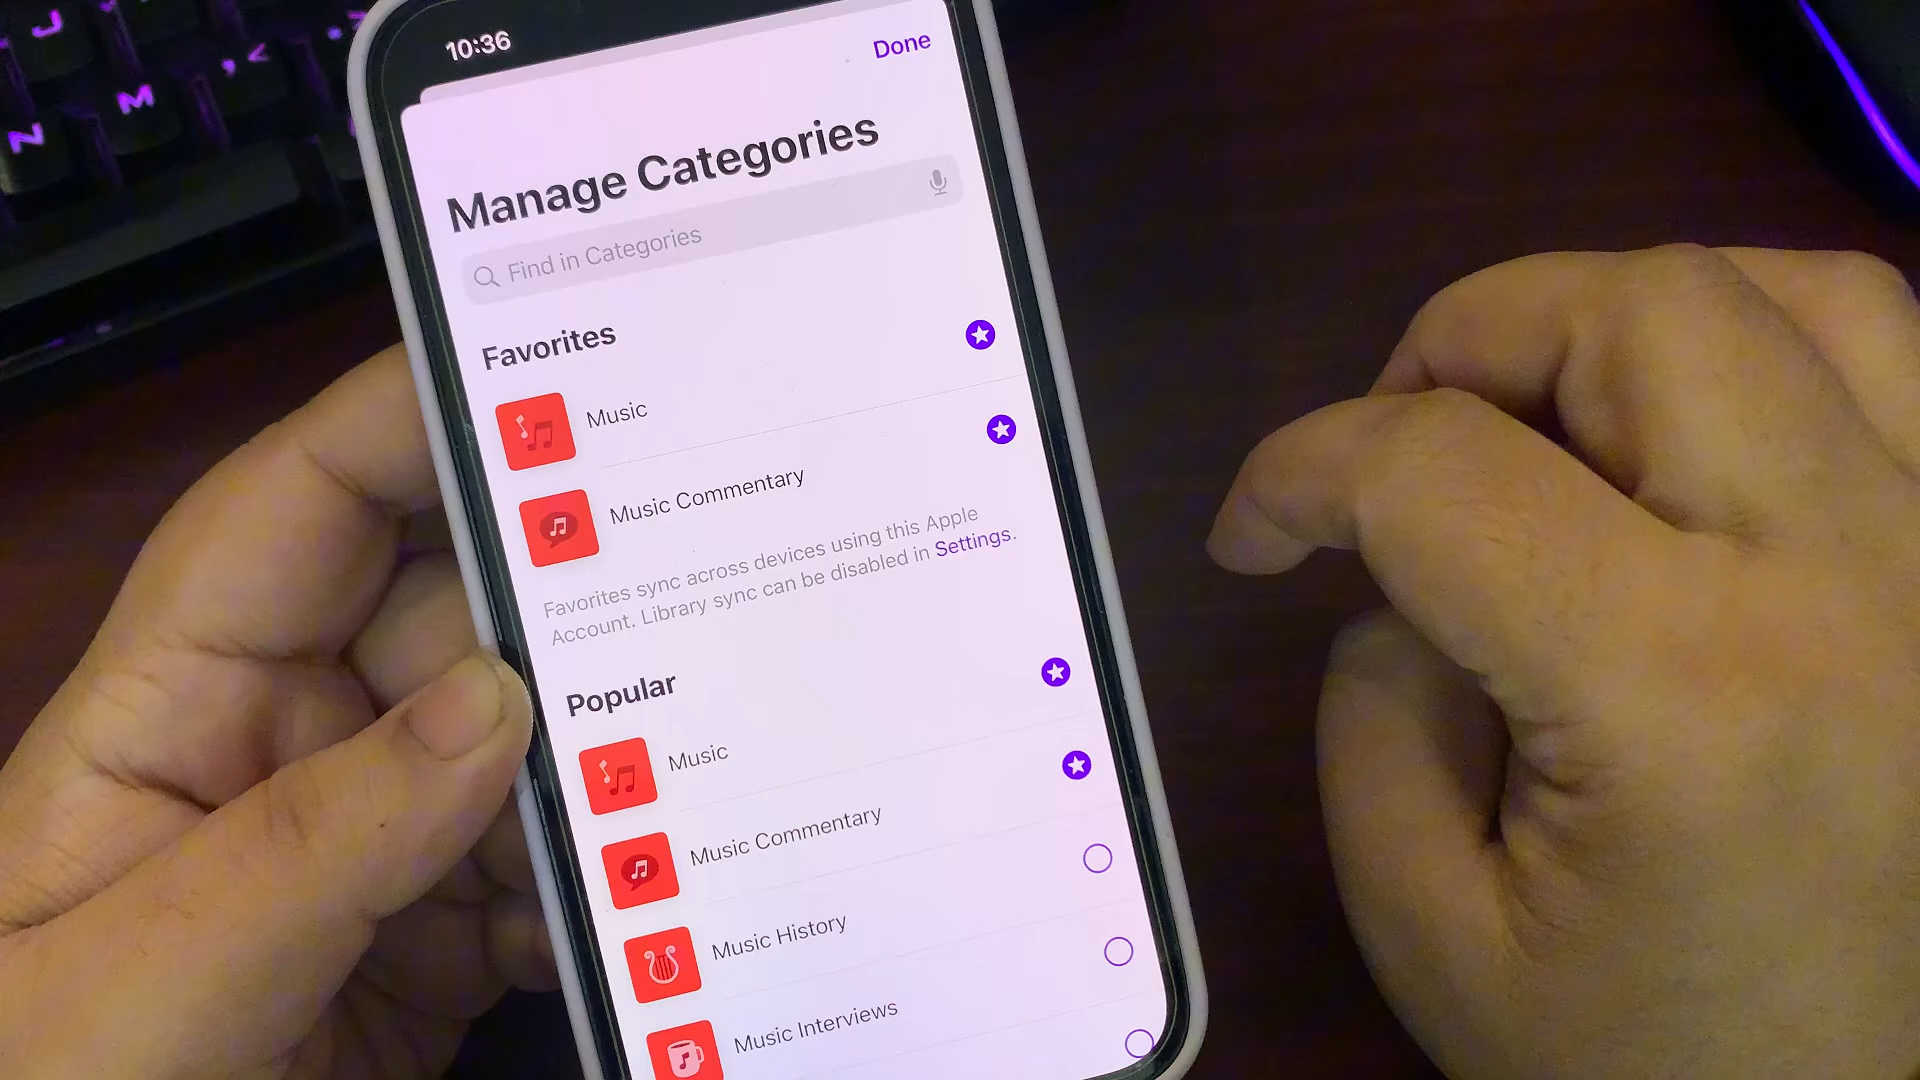 10:36
Done
Manage Categories
Find in Categories
Favorites
Music
Music Commentary
Favorites sync across devices using this Apple
Account. Library sync can be disabled in Settings.
Popular
Music
Music Commentary
Music History
Music Interviews
J
M
N